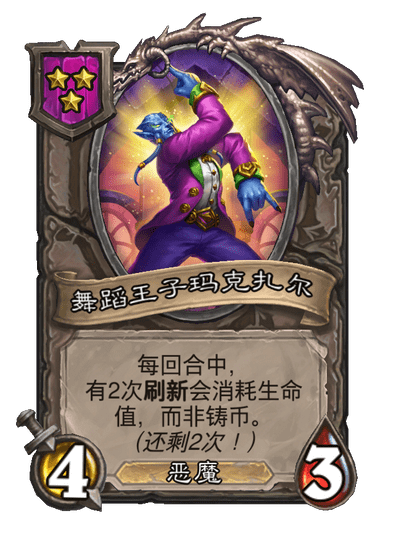 舞蹈王子玛克扎尔
每回合中，
有2次刷新会消耗生命
值，而非铸币。
（还剩2次！）
4
恶魔
3